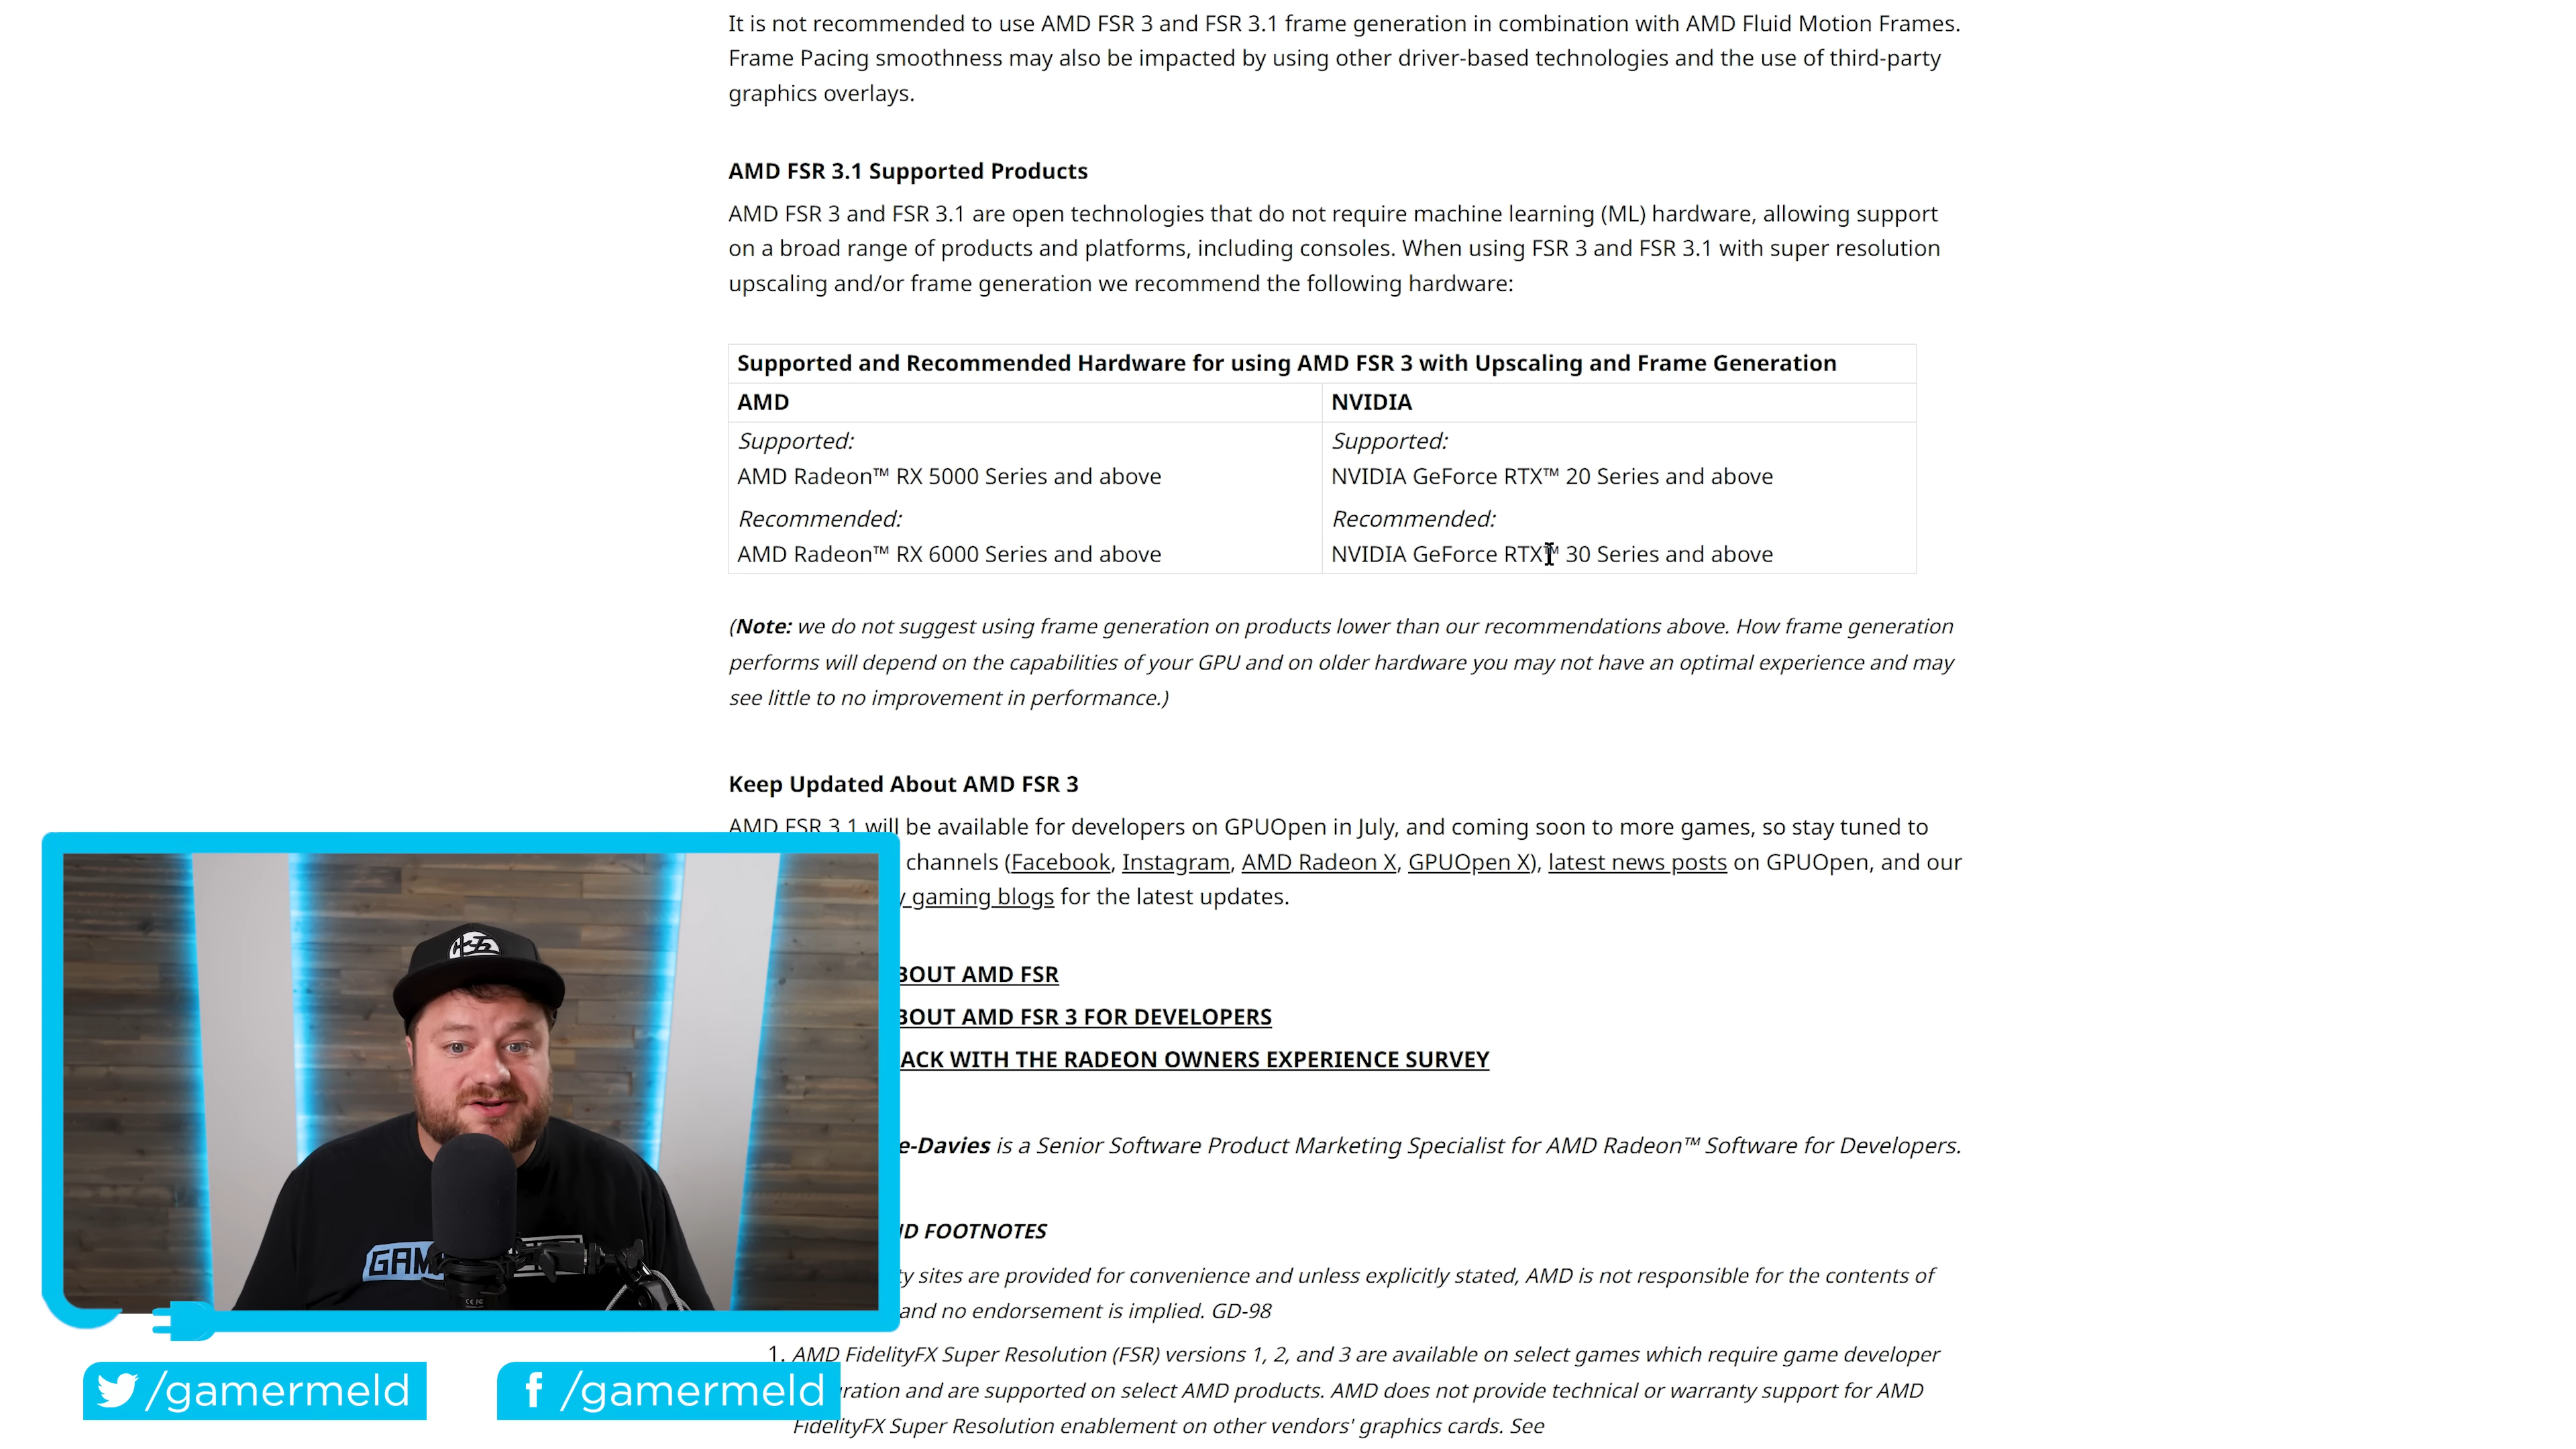 It is not recommended to use AMD FSR 3 and FSR 3.1 frame generation in combination with AMD Fluid Motion Frames.
Frame Pacing smoothness may also be impacted by using other driver-based technologies and the use of third-party
graphics overlays.
AMD FSR 3.1 Supported Products
AMD FSR 3 and FSR 3.1 are open technologies that do not require machine learning (ML) hardware, allowing support
on a broad range of products and platforms, including consoles. When using FSR 3 and FSR 3.1 with super resolution
upscaling and/or frame generation we recommend the following hardware:
Supported and Recommended Hardware for using AMD FSR 3 with Upscaling and Frame Generation
AMD
Supported:
AMD Radeon™ RX 5000 Series and above
Recommended:
AMD Radeon™ RX 6000 Series and above
NVIDIA
Supported:
NVIDIA GeForce RTX™ 20 Series and above
Recommended:
NVIDIA GeForce RTX™ 30 Series and above
(Note: we do not suggest using frame generation on products lower than our recommendations above. How frame generation
performs will depend on the capabilities of your GPU and on older hardware you may not have an optimal experience and may
see little to no improvement in performance.)
Keep Updated About AMD FSR 3
AMD FSR 3.1 will be available for developers on GPUOpen in July, and coming soon to more games, so stay tuned to
channels (Facebook, Instagram, AMD Radeon X, GPUOpen X), latest news posts on GPUOpen, and our
gaming blogs for the latest updates.
BOUT AMD FSR
BOUT AMD FSR 3 FOR DEVELOPERS
ACK WITH THE RADEON OWNERS EXPERIENCE SURVEY
e-Davies is a Senior Software Product Marketing Specialist for AMD Radeon™ Software for Developers.
D FOOTNOTES
ty sites are provided for convenience and unless explicitly stated, AMD is not responsible for the contents of
and no endorsement is implied. GD-98
1. AMD FidelityFX Super Resolution (FSR) versions 1, 2, and 3 are available on select games which require game developer
ration and are supported on select AMD products. AMD does not provide technical or warranty support for AMD
FidelityFX Super Resolution enablement on other vendors' graphics cards. See
GAM
/gamermeld
/gamermeld